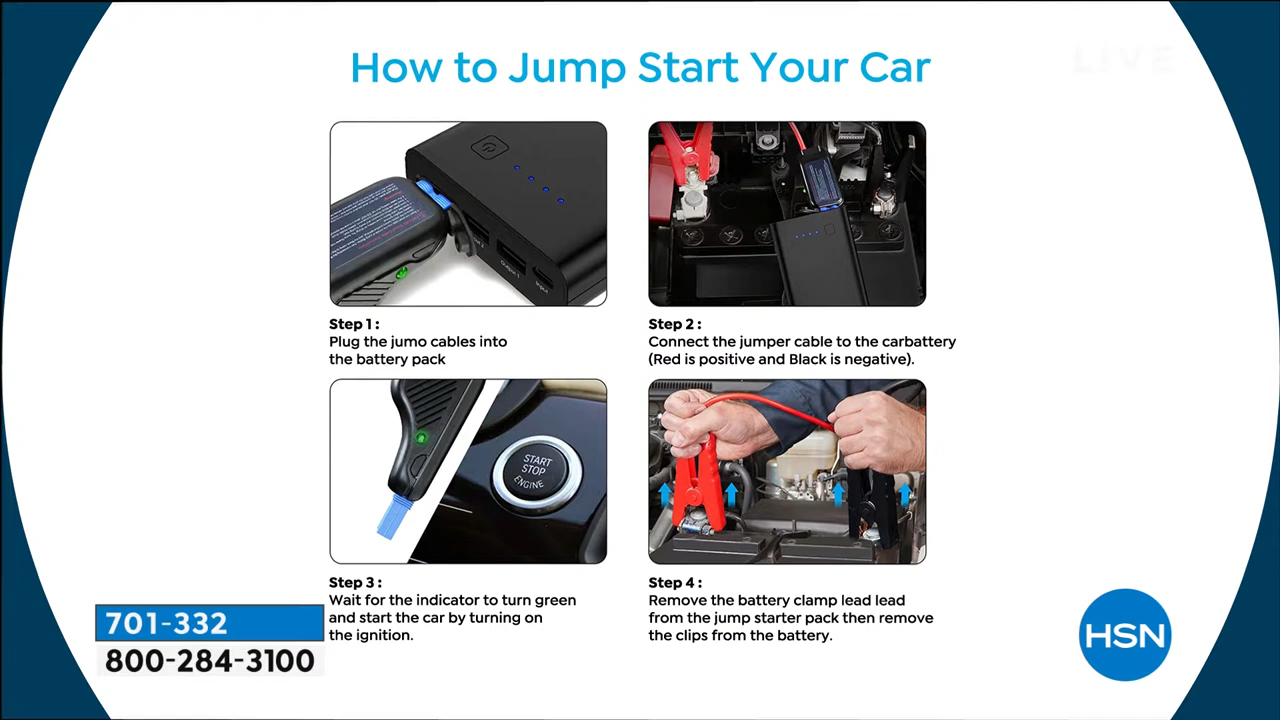 How to Jump Start Your Car
LIVE
Output 1
Input
Step 1 :
Plug the jumo cables into
the battery pack
Step 2 :
Connect the jumper cable to the carbattery
(Red is positive and Black is negative).
START
STOP
ENGINE
Step 3 :
Wait for the indicator to turn green
and start the car by turning on
the ignition.
Step 4 :
Remove the battery clamp lead lead
from the jump starter pack then remove
the clips from the battery.
701-332
800-284-3100
HSN